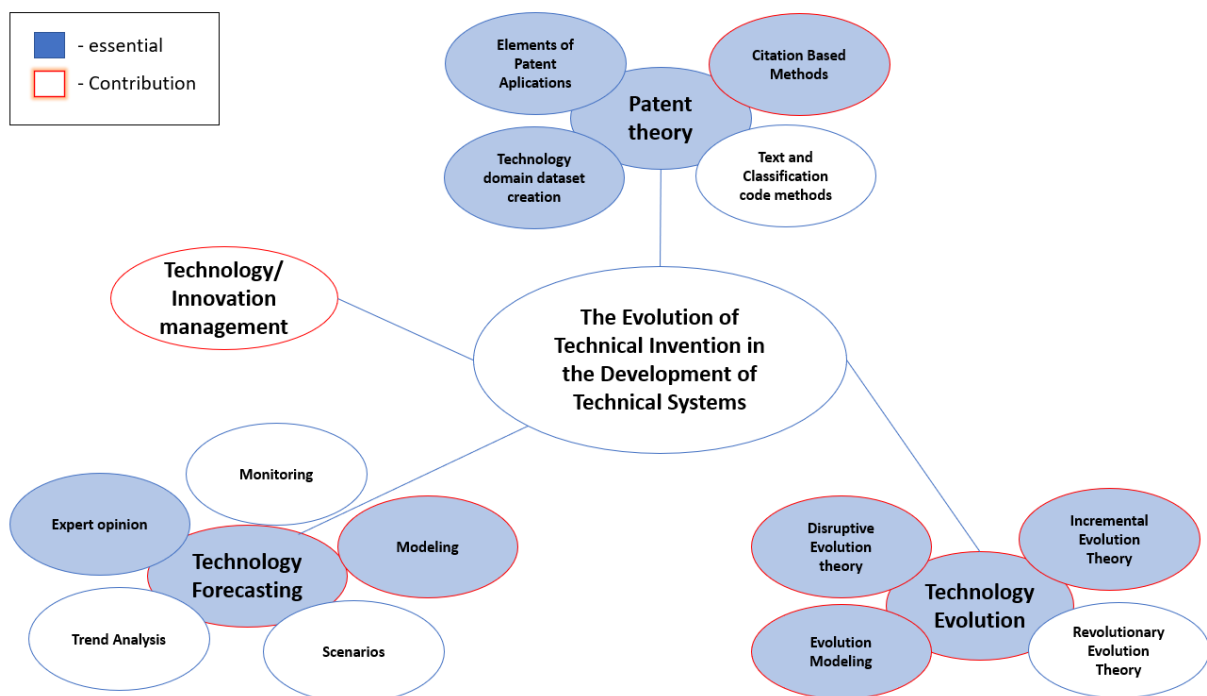 - essential
- Contribution
Elements of
Patent
Aplications
Citation Based
Methods
Patent
theory
Technology
domain dataset
creation
Text and
Classification
code methods
Technology/
Innovation
management
The Evolution of
Technical Invention in
the Development of
Technical Systems
Monitoring
Expert opinion
Modeling
Technology
Forecasting
Trend Analysis
Scenarios
Disruptive
Evolution
theory
Incremental
Evolution
Theory
Technology
Evolution
Evolution
Modeling
Revolutionary
Evolution
Theory